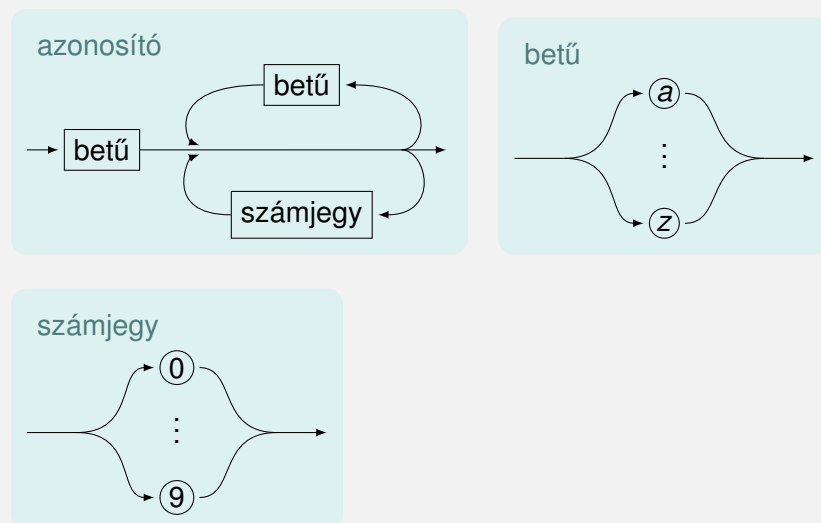 azonosító
betű
betű
számjegy
betű
a
⋮
z
számjegy
0
⋮
9